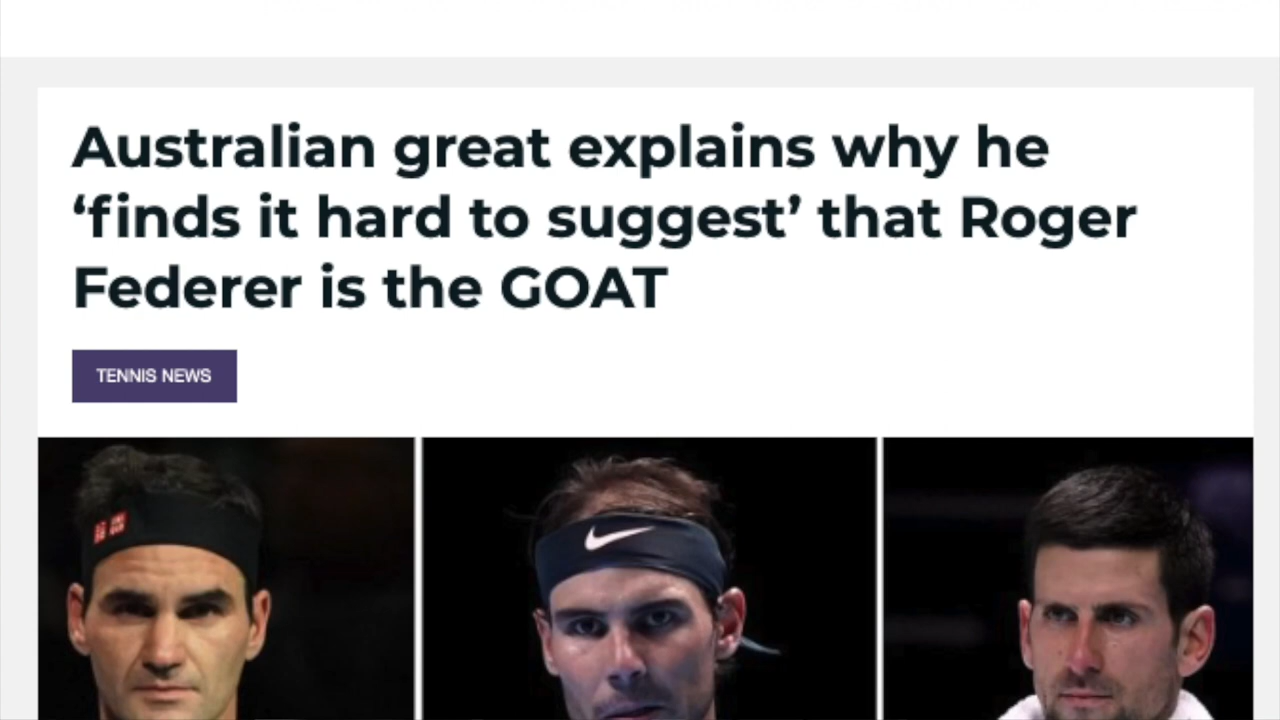 Australian great explains why he
‘finds it hard to suggest’ that Roger
Federer is the GOAT
TENNIS NEWS